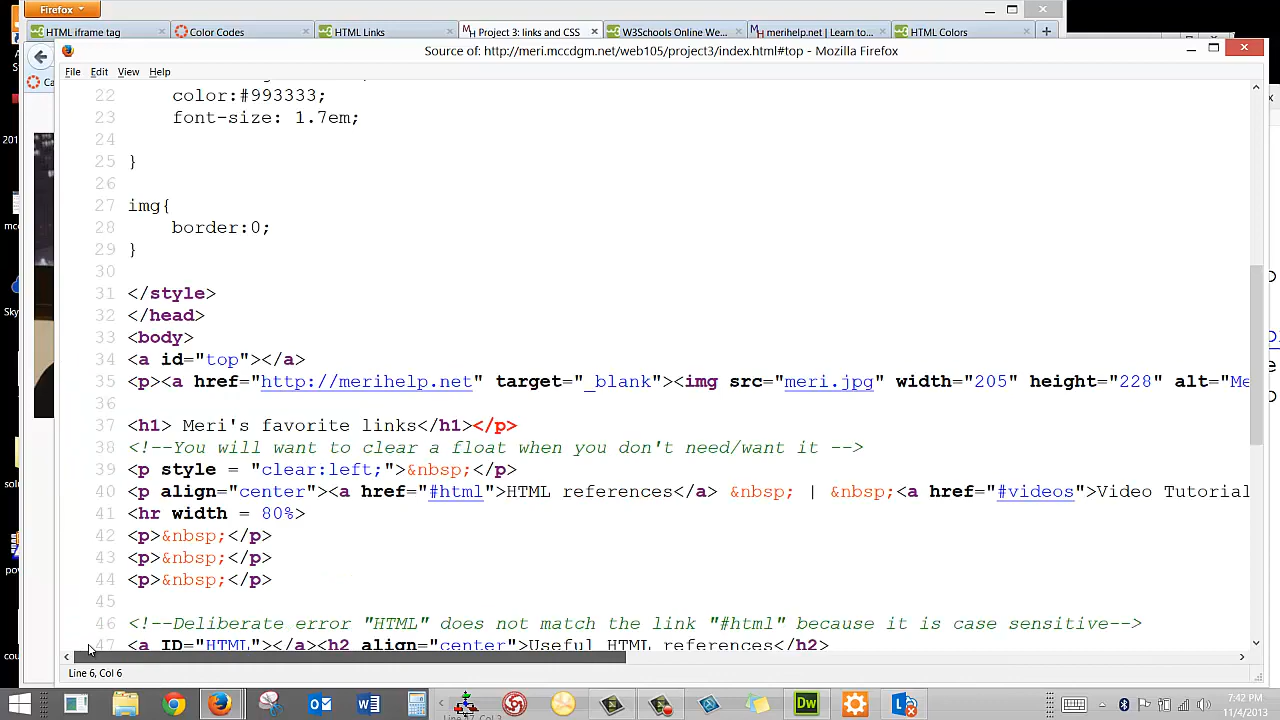 Firefox
HTML iframe tag
Color Codes
HTML Links
Project 3: links and CSS
W3Schools Online We...
merihelp.net | Learn to...
HTML Colors
Source of: http://meri.mccdgm.net/web105/project3/index.html#top - Mozilla Firefox
File Edit View Help
22 color:#993333;
23 font-size: 1.7em;
24
25 }
26
27 img{
28 border:0;
29 }
30
31 </style>
32 </head>
33 <body>
34 <a id="top"></a>
35 <p><a href="http://merihelp.net" target="_blank"><img src="meri.jpg" width="205" height="228" alt="Me
36
37 <h1> Meri's favorite links</h1></p>
38 <!--You will want to clear a float when you don't need/want it -->
39 <p style = "clear:left;">&nbsp;</p>
40 <p align="center"><a href="#html">HTML references</a> &nbsp; | &nbsp;<a href="#videos">Video Tutorial
41 <hr width = 80%>
42 <p>&nbsp;</p>
43 <p>&nbsp;</p>
44 <p>&nbsp;</p>
45
46 <!--Deliberate error "HTML" does not match the link "#html" because it is case sensitive-->
47 <a ID="HTML"></a><h2 align="center">Useful HTML references</h2>
Line 6, Col 6
7:42 PM
11/4/2013